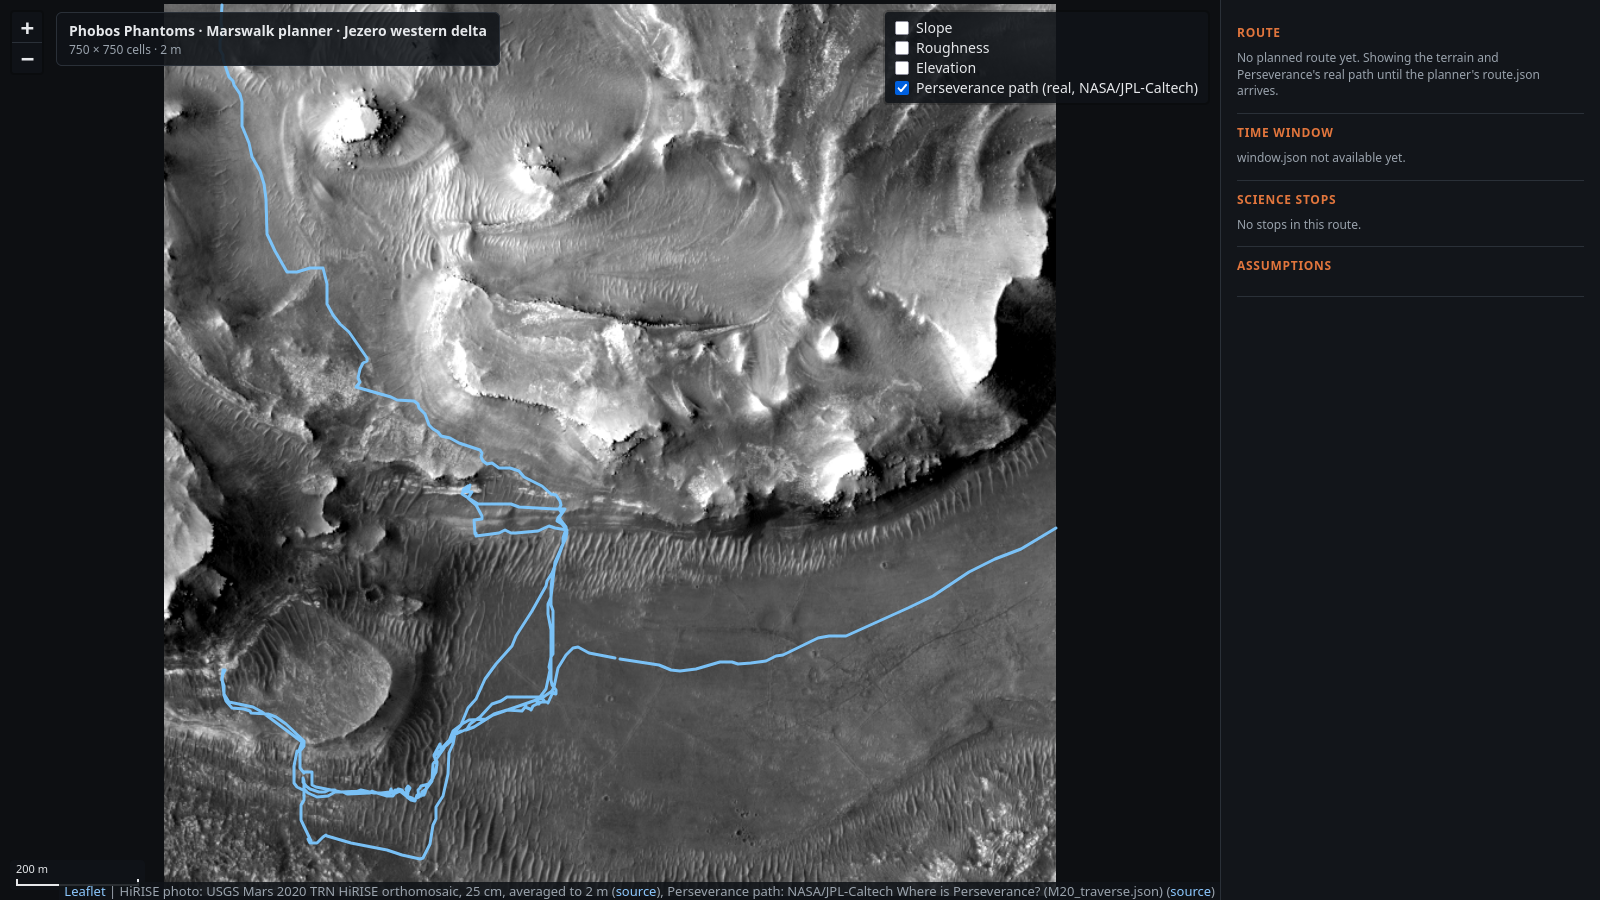 +
−
Phobos Phantoms · Marswalk planner · Jezero western delta
750 × 750 cells · 2 m
Slope
Roughness
Elevation
Perseverance path (real, NASA/JPL-Caltech)
ROUTE
No planned route yet. Showing the terrain and
Perseverance's real path until the planner's route.json
arrives.
TIME WINDOW
window.json not available yet.
SCIENCE STOPS
No stops in this route.
ASSUMPTIONS
200 m
Leaflet | HiRISE photo: USGS Mars 2020 TRN HiRISE orthomosaic, 25 cm, averaged to 2 m (source), Perseverance path: NASA/JPL-Caltech Where is Perseverance? (M20_traverse.json) (source)